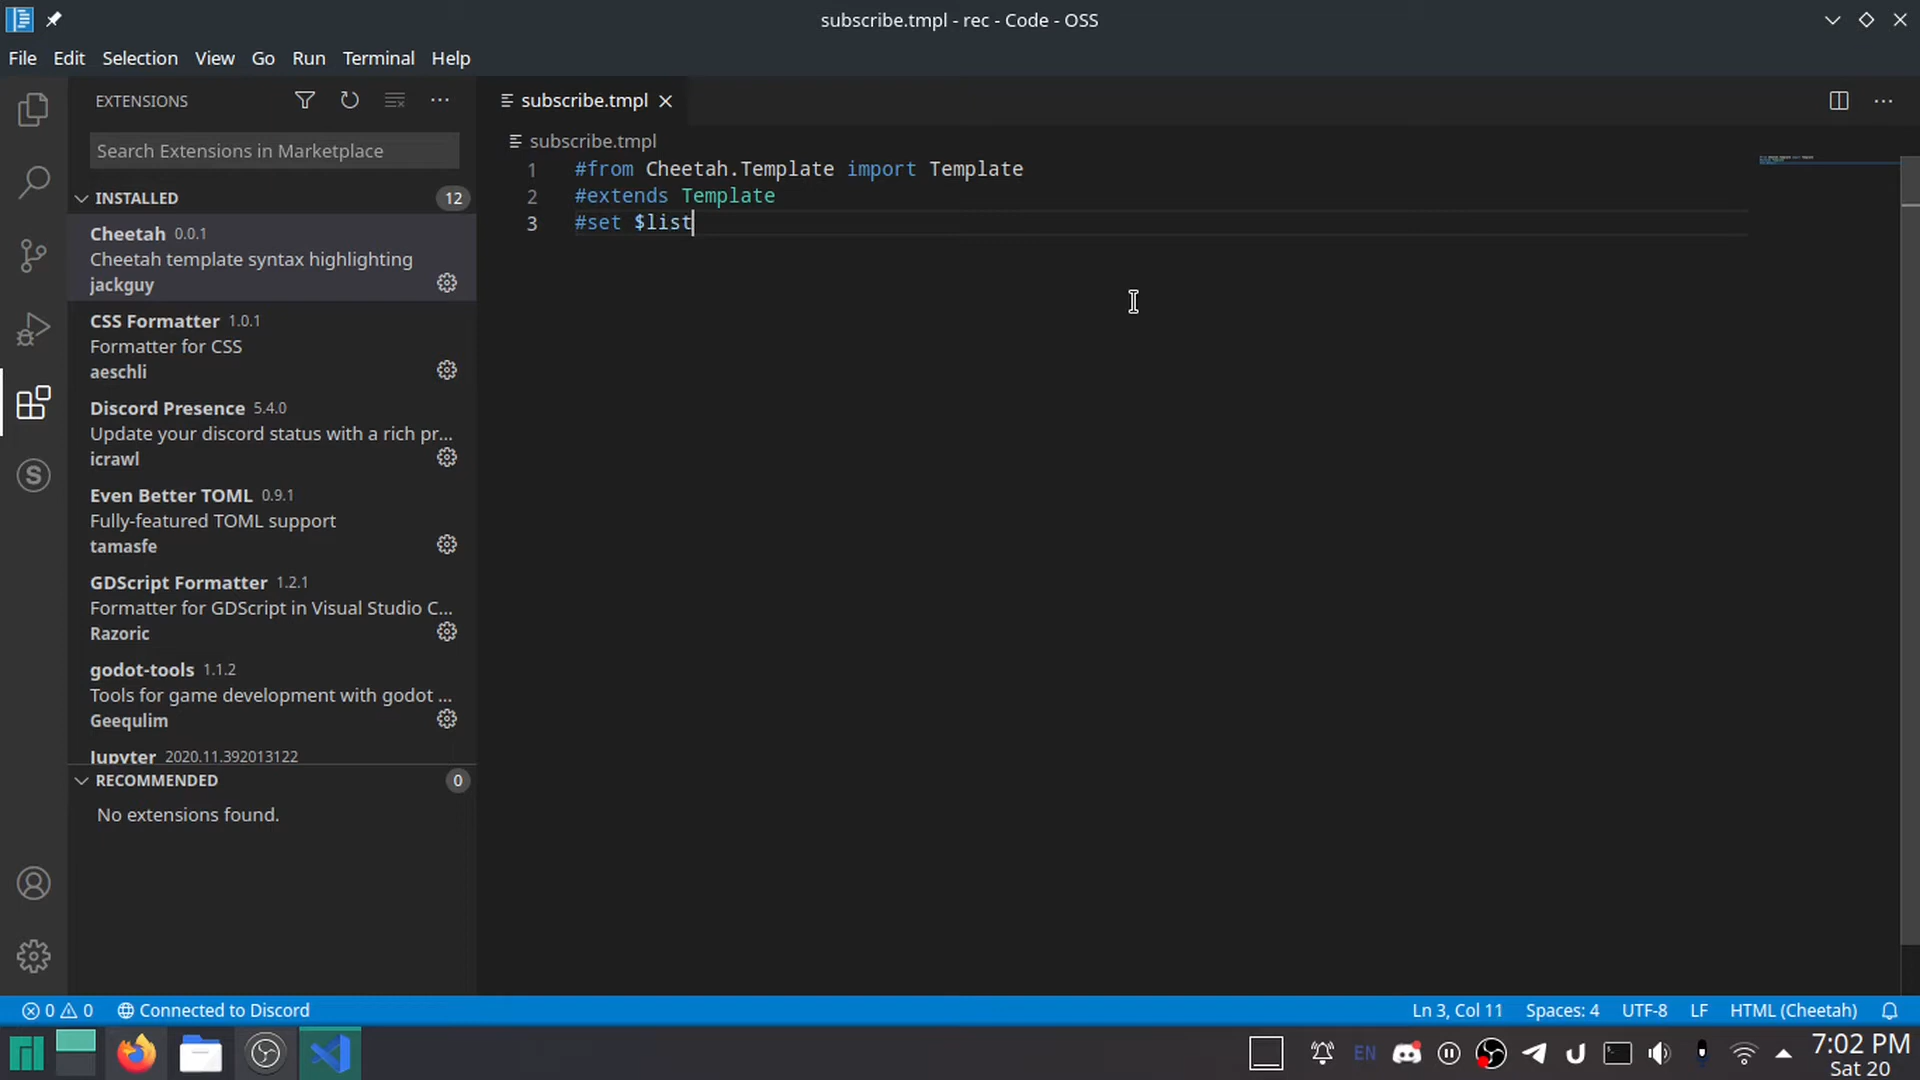 subscribe.tmpl - rec - Code - OSS
File Edit Selection View Go Run Terminal Help
EXTENSIONS
Search Extensions in Marketplace
INSTALLED 12
Cheetah 0.0.1
Cheetah template syntax highlighting
jackguy
CSS Formatter 1.0.1
Formatter for CSS
aeschli
Discord Presence 5.4.0
Update your discord status with a rich pr...
icrawl
Even Better TOML 0.9.1
Fully-featured TOML support
tamasfe
GDScript Formatter 1.2.1
Formatter for GDScript in Visual Studio C...
Razoric
godot-tools 1.1.2
Tools for game development with godot ...
Geequlim
Jupyter 2020.11.392013122
RECOMMENDED 0
No extensions found.
subscribe.tmpl
subscribe.tmpl
1 #from Cheetah.Template import Template
2 #extends Template
3 #set $list
0 0 Connected to Discord
Ln 3, Col 11 Spaces: 4 UTF-8 LF HTML (Cheetah)
EN
7:02 PM
Sat 20